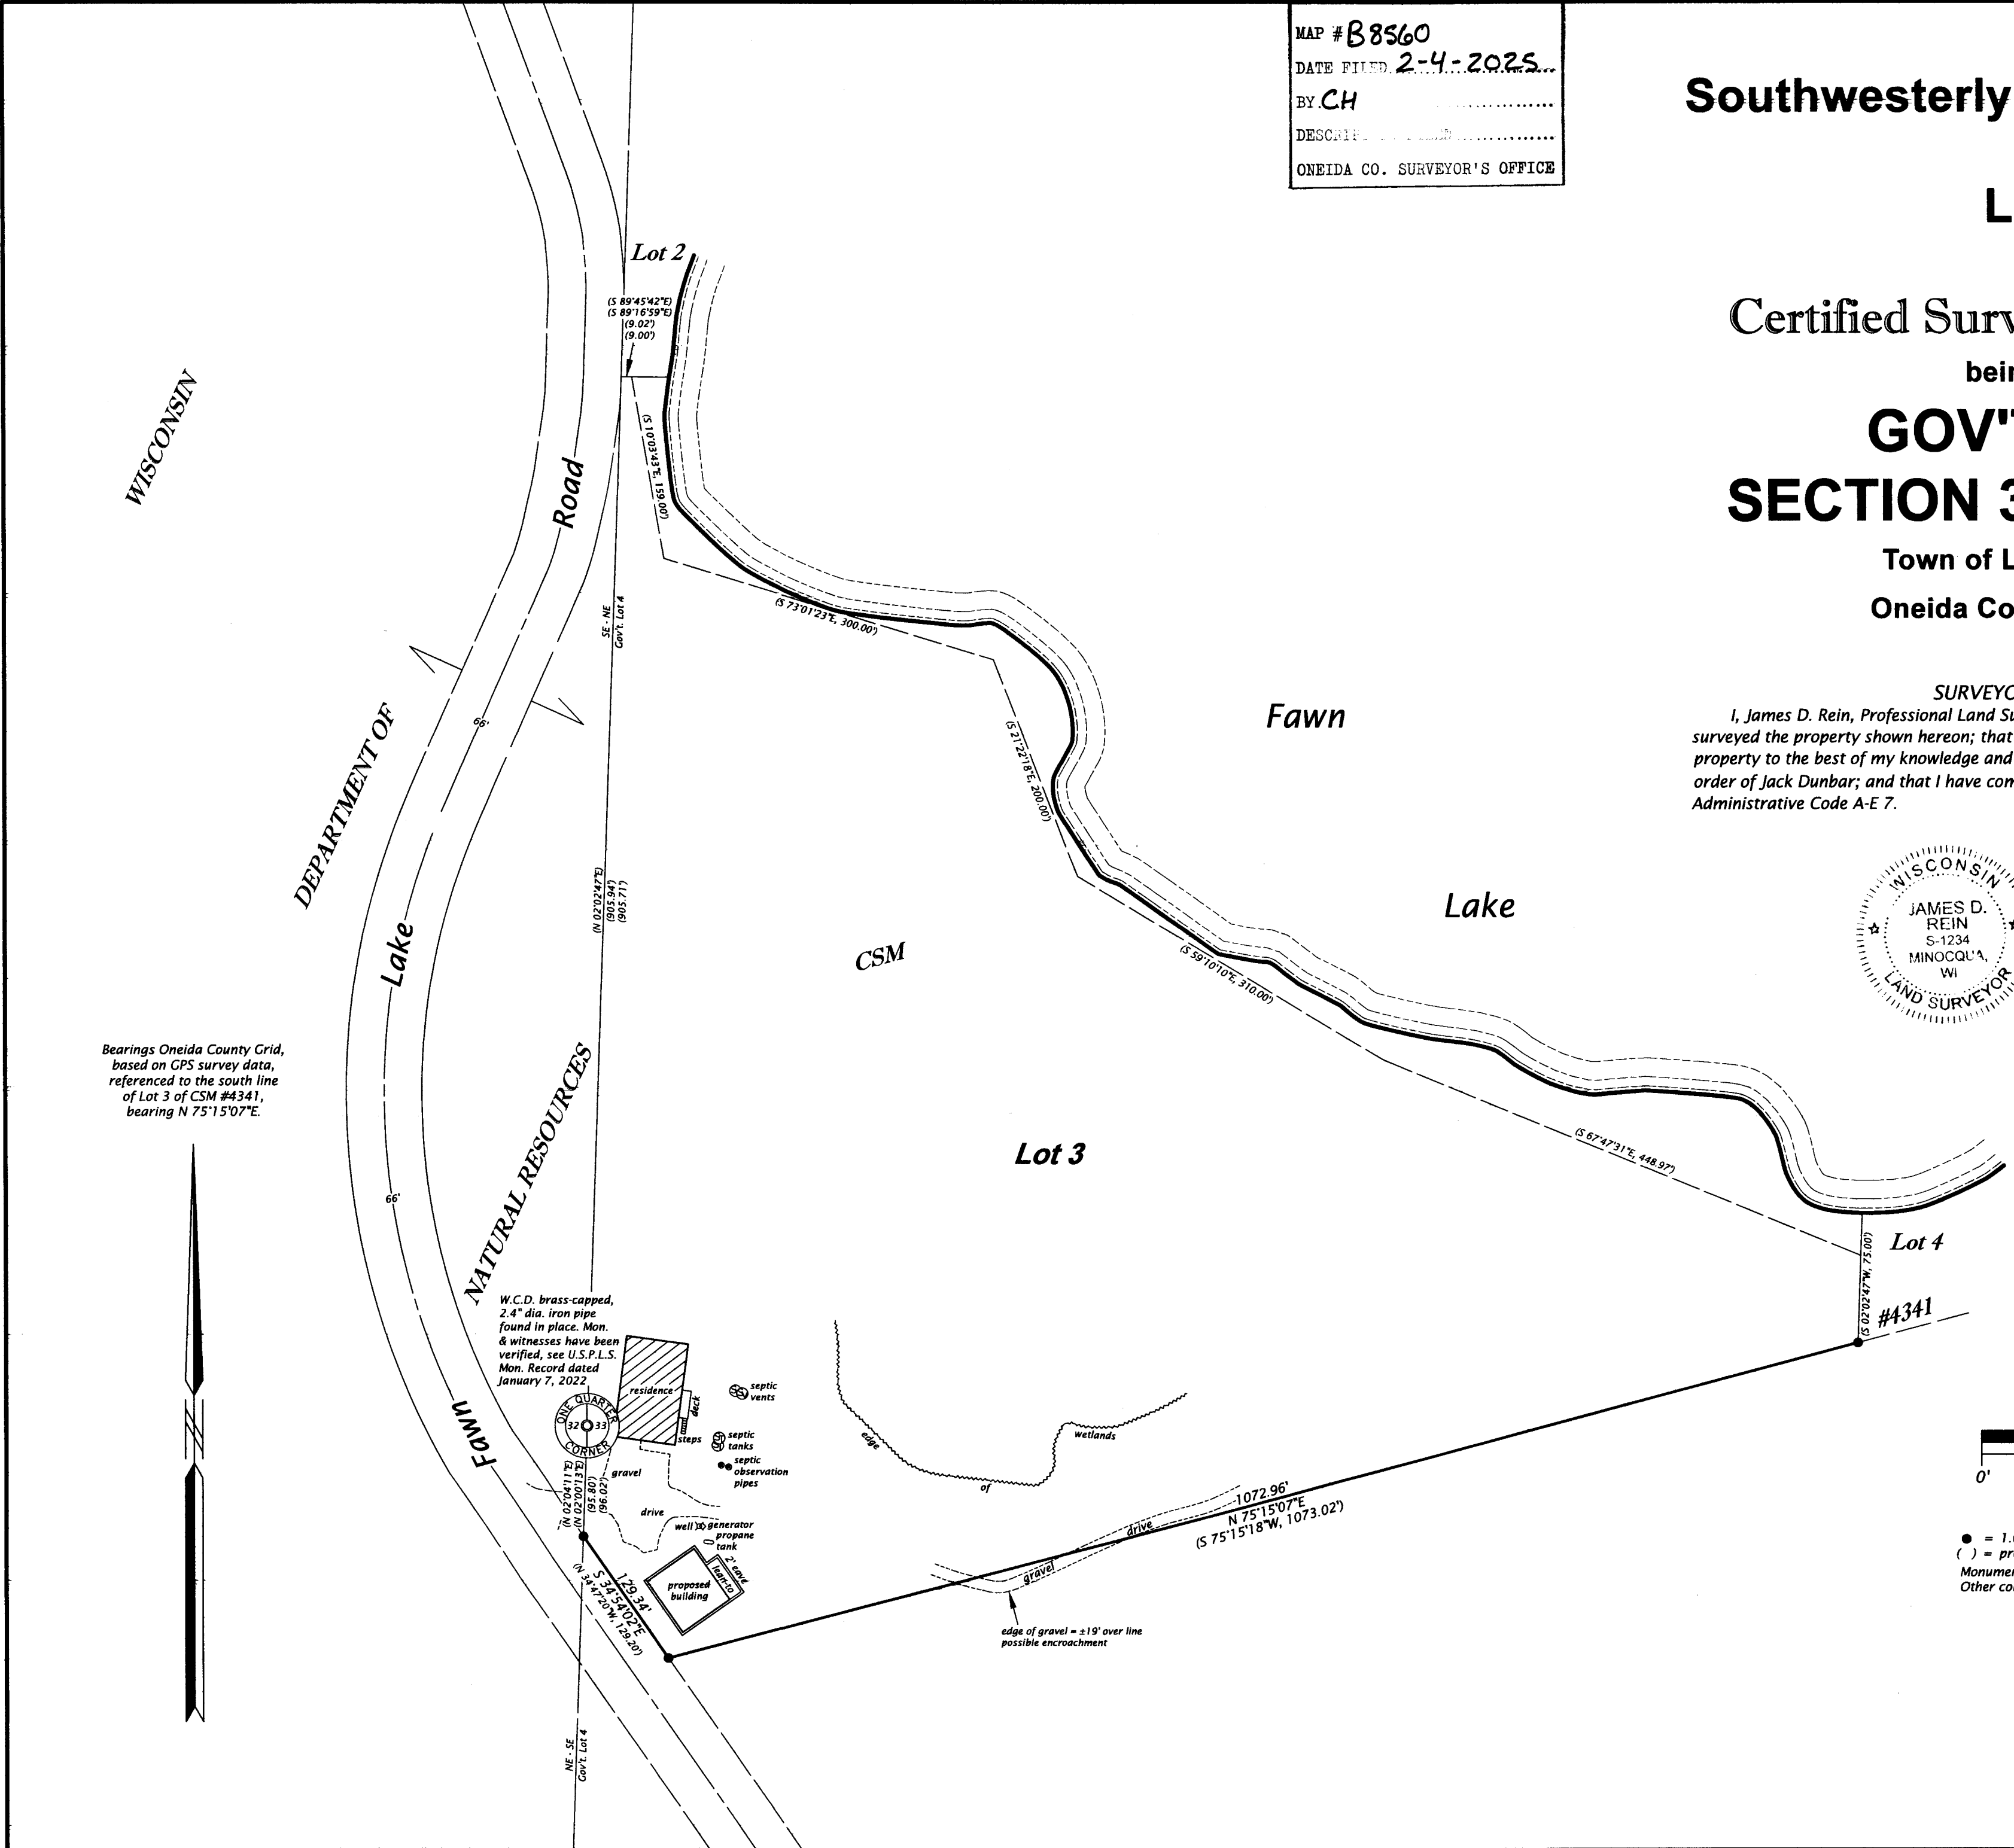 MAP # B8560
DATE FILED 2-4-2025
BY CH
ONEIDA CO. SURVEYOR'S OFFICE
Southwesterly
L
Certified Surv
bein
GOV'T
SECTION 3
Town of L
Oneida Co
SURVEYO
I, James D. Rein, Professional Land Su
surveyed the property shown hereon; that
property to the best of my knowledge and
order of Jack Dunbar; and that I have com
Administrative Code A-E 7.
WISCONSIN
JAMES D.
REIN
S-1234
MINOCQUA,
WI
LAND SURVEYOR
Lot 2
(S 89°45'42"E)
(S 89°16'59"E)
(9.02')
(9.00')
(S 10°03'43"E, 159.00')
(S 73°01'23"E, 300.00')
(S 21°22'18"E, 200.00')
(S 59°10'10"E, 310.00')
(S 67°47'31"E, 448.97')
(S 02°02'47"W, 75.00')
Lot 4
#4341
WISCONSIN
DEPARTMENT OF
NATURAL RESOURCES
Road
Lake
Fawn
66'
66'
SE - NE
Gov't. Lot 4
(N 02°02'47"E)
(905.94')
(905.71')
Fawn
Lake
CSM
Lot 3
Bearings Oneida County Grid,
based on GPS survey data,
referenced to the south line
of Lot 3 of CSM #4341,
bearing N 75°15'07"E.
W.C.D. brass-capped,
2.4" dia. iron pipe
found in place. Mon.
& witnesses have been
verified, see U.S.P.L.S.
Mon. Record dated
January 7, 2022
ONE QUARTER
32 33
CORNER
residence
deck
steps
septic
vents
septic
tanks
septic
observation
pipes
gravel
drive
well
generator
propane
tank
2' eave
lean-to
proposed
building
(N 02°04'11"E)
(N 02°00'13"E)
(95.80')
(96.02')
129.34'
S 34°54'02"E
(N 34°47'20"W, 129.20')
edge
of
wetlands
1072.96'
N 75°15'07"E
(S 75°15'18"W, 1073.02')
drive
gravel
edge of gravel = ±19' over line
possible encroachment
NE - SE
Gov't. Lot 4
0'
● = 1.
( ) = pr
Monumen
Other co